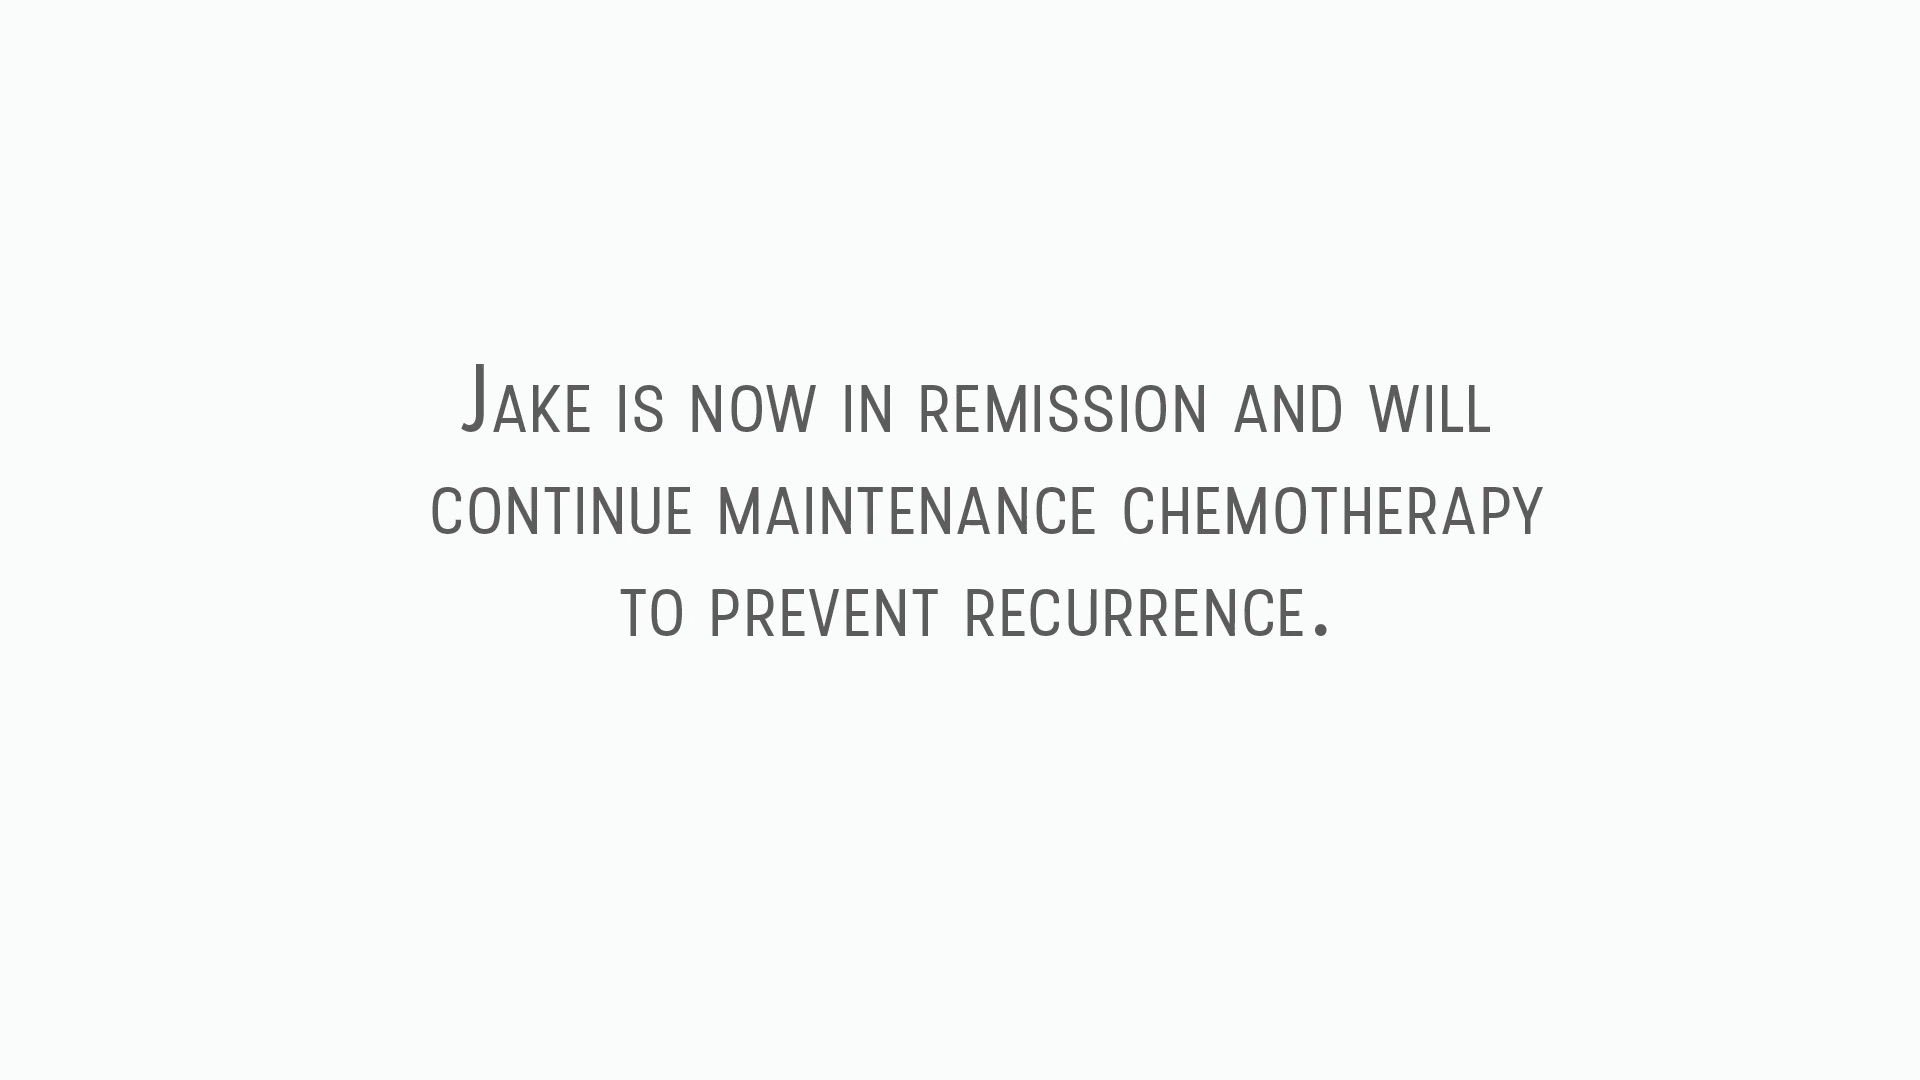 Jake is now in remission and will
continue maintenance chemotherapy
to prevent recurrence.